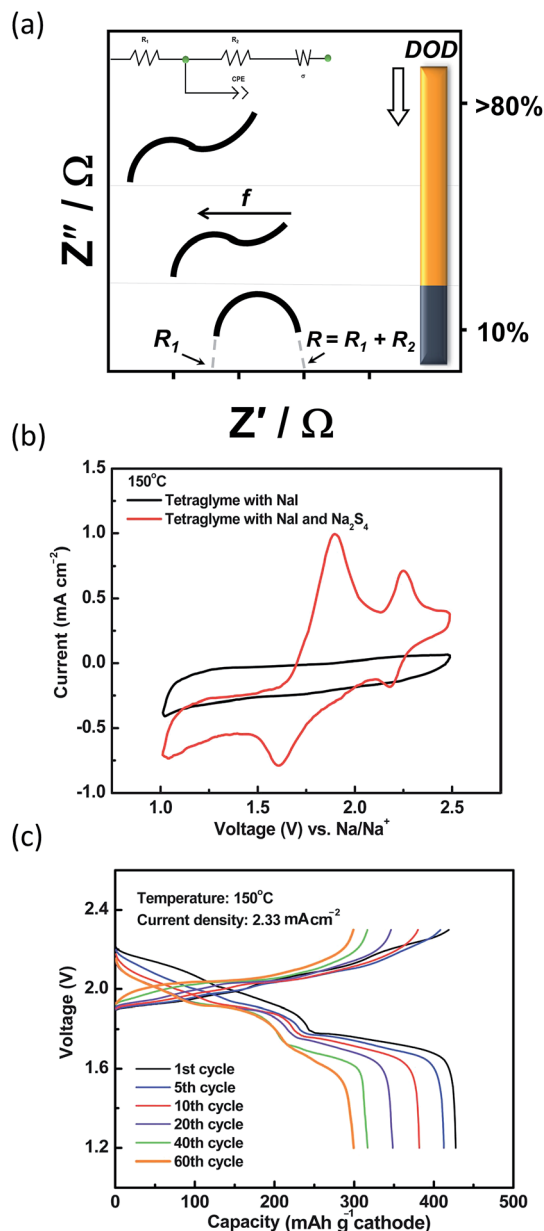 (a)
R₁
R₂
CPE
σ
DOD
>80%
f
10%
R₁
R = R₁ + R₂
Z″ / Ω
Z′ / Ω
(b)
150°C
Tetraglyme with NaI
Tetraglyme with NaI and Na₂S₄
1.5
1.0
0.5
0.0
-0.5
-1.0
Current (mA cm⁻²)
1.0
1.5
2.0
2.5
Voltage (V) vs. Na/Na⁺
(c)
Temperature: 150°C
Current density: 2.33 mA cm⁻²
2.4
2.0
1.6
1.2
Voltage (V)
1st cycle
5th cycle
10th cycle
20th cycle
40th cycle
60th cycle
0
100
200
300
400
500
Capacity (mAh g⁻¹cathode)